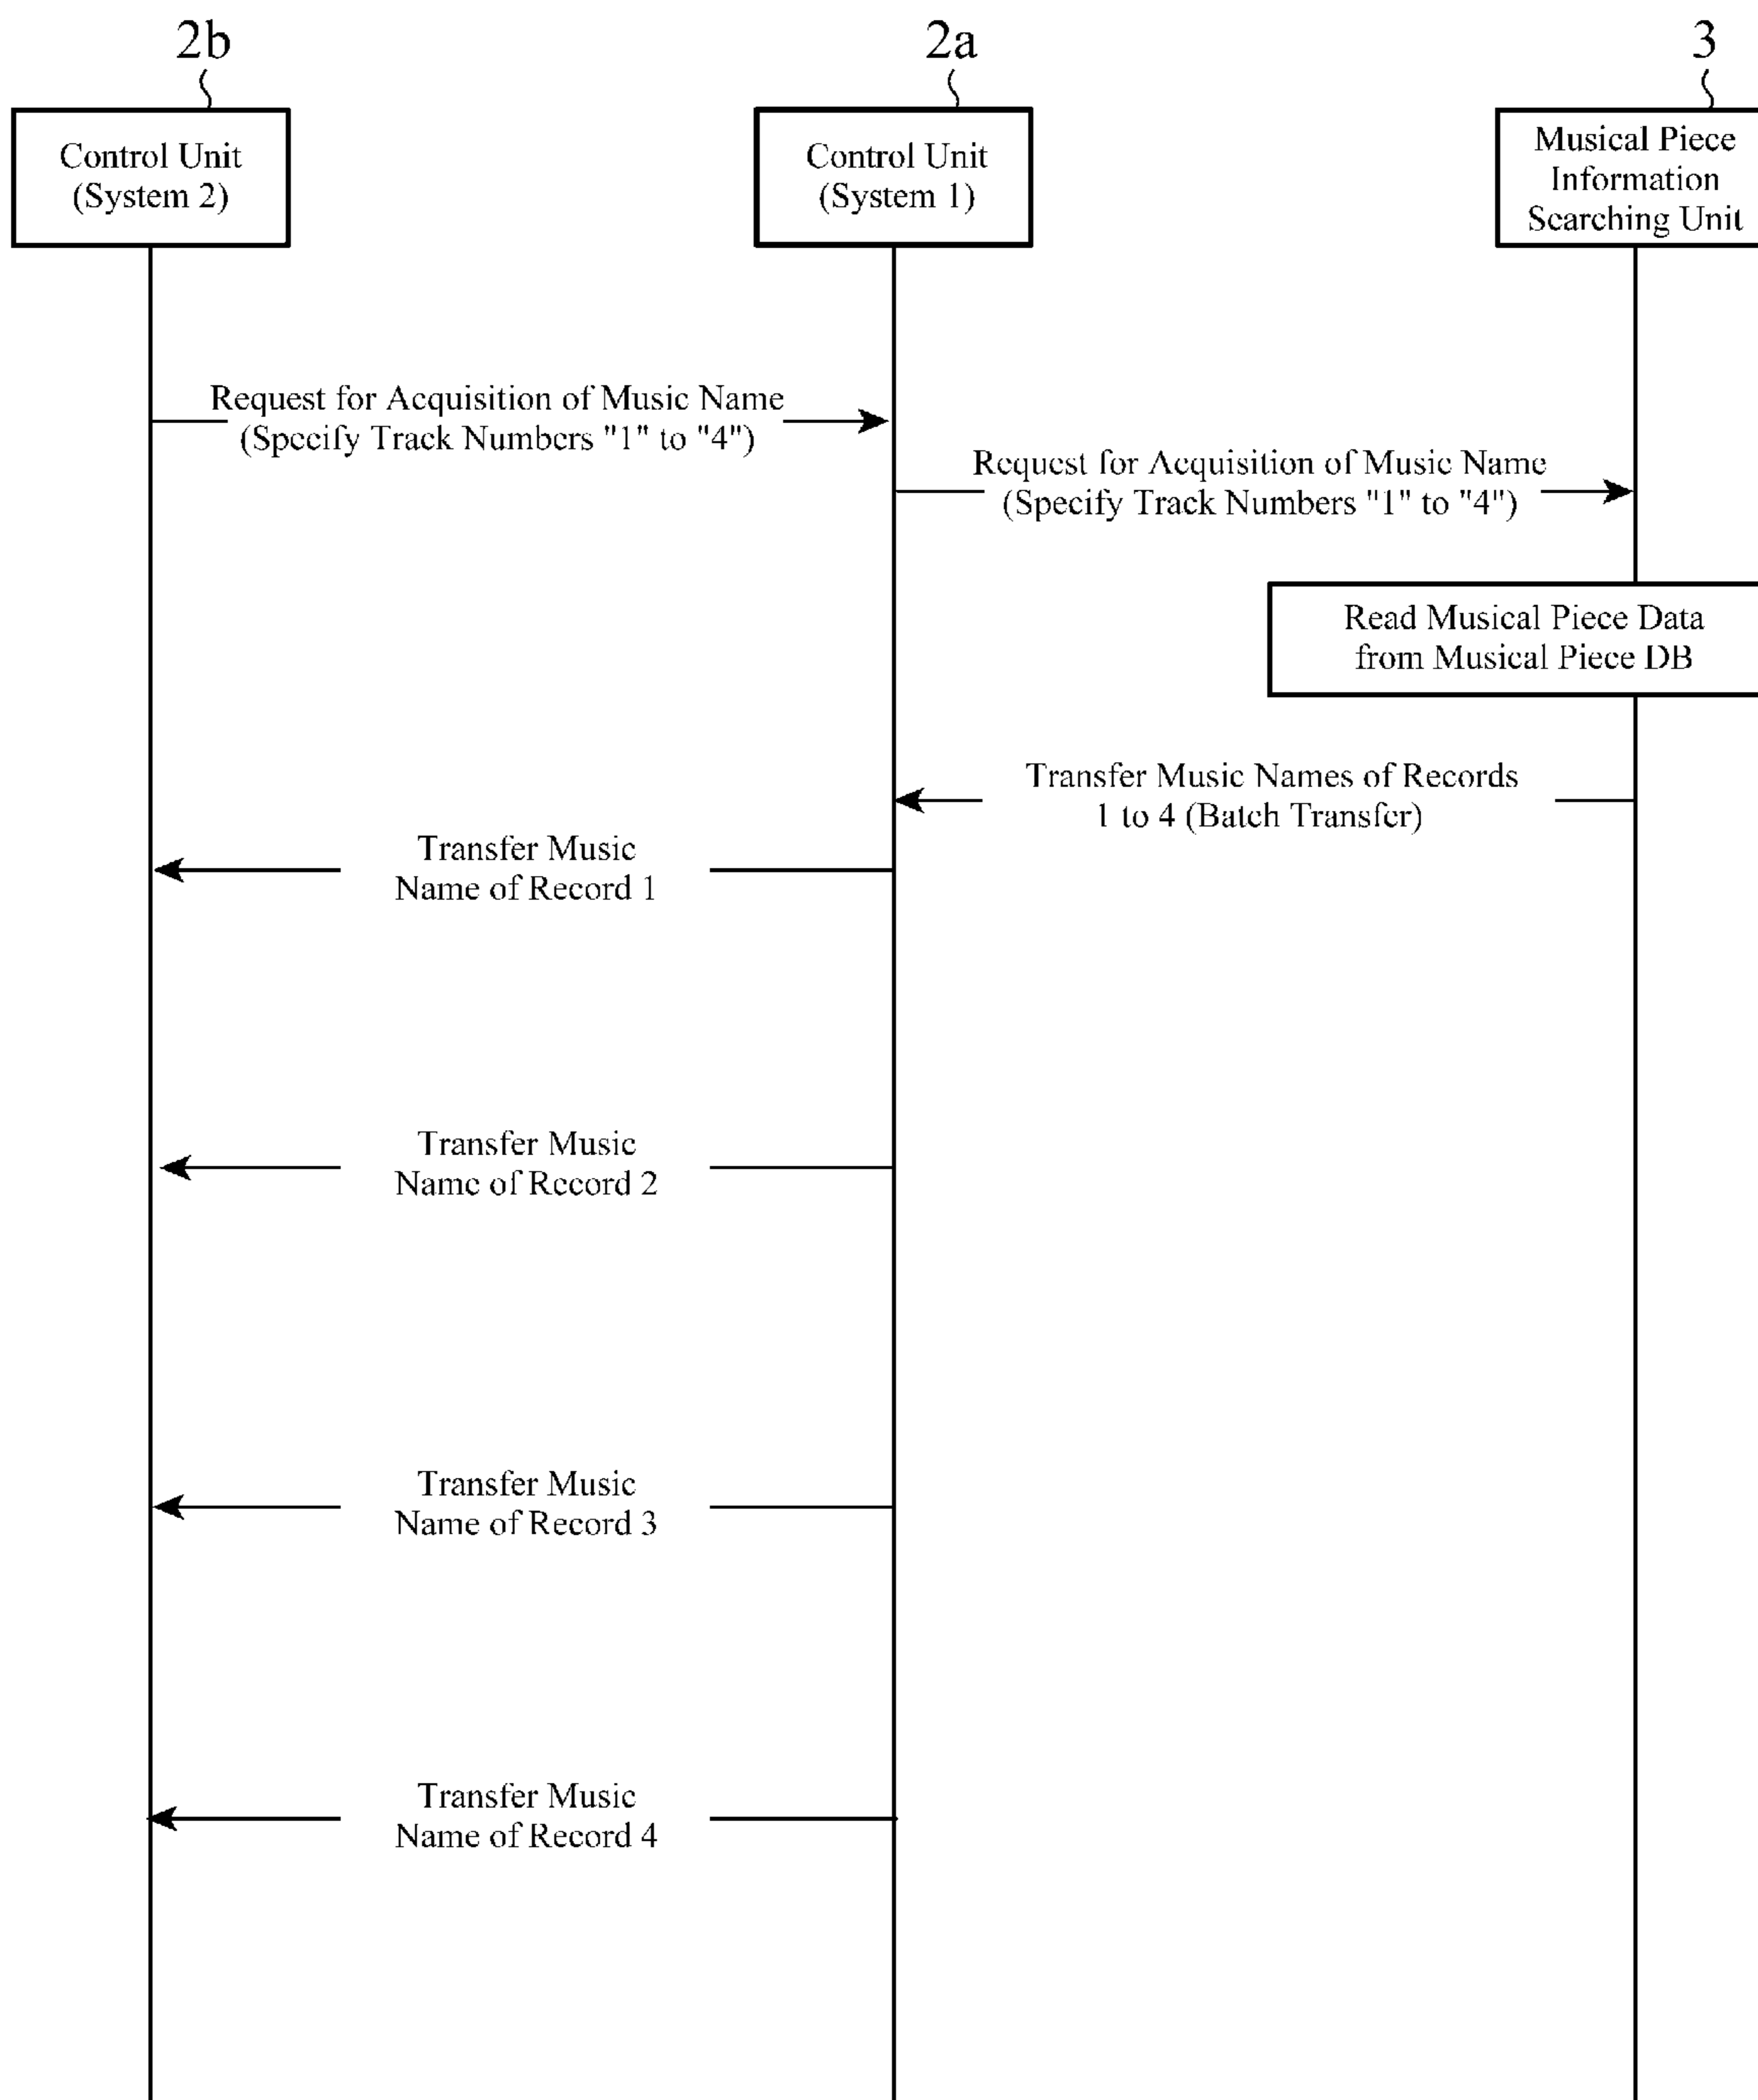 2b
2a
3
Control Unit
(System 2)
Control Unit
(System 1)
Musical Piece
Information
Searching Unit
Request for Acquisition of Music Name
(Specify Track Numbers "1" to "4")
Request for Acquisition of Music Name
(Specify Track Numbers "1" to "4")
Read Musical Piece Data
from Musical Piece DB
Transfer Music Names of Records
1 to 4 (Batch Transfer)
Transfer Music
Name of Record 1
Transfer Music
Name of Record 2
Transfer Music
Name of Record 3
Transfer Music
Name of Record 4